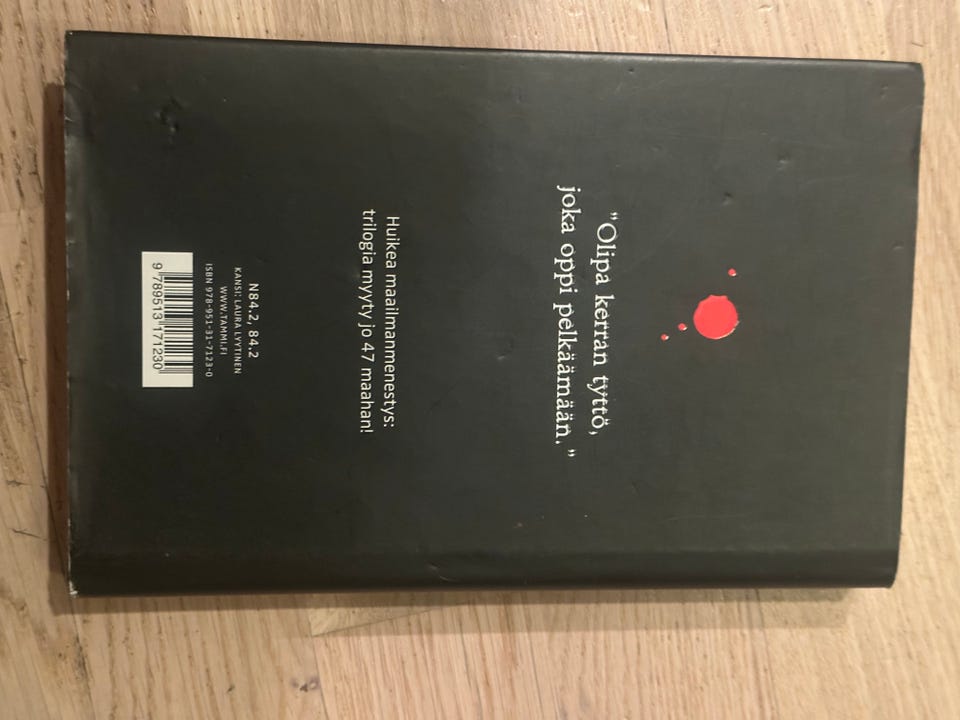 "Olipa kerran tyttö,
joka oppi pelkäämään."
Huikea maailmanmenestys:
trilogia myyty jo 47 maahan!
N84.2, 84.2
KANSI: LAURA LYYTINEN
WWW.TAMMI.FI
ISBN 978-951-31-7123-0
9 789513 171230